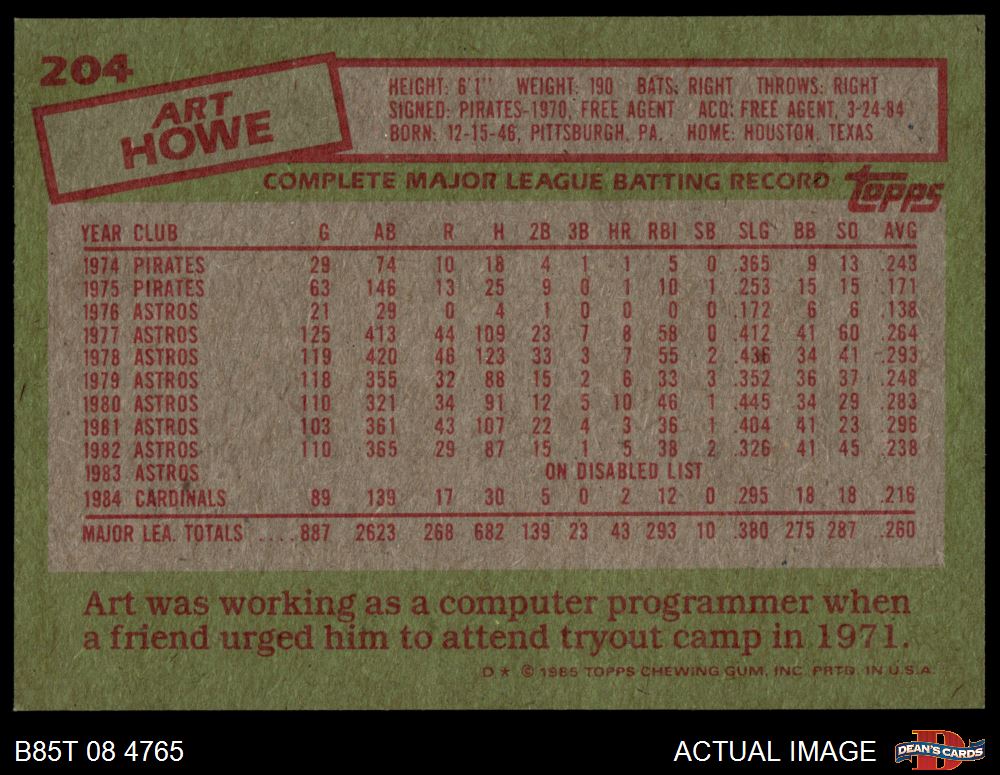 204
ART
HOWE
HEIGHT: 6'1" WEIGHT: 190 BATS: RIGHT THROWS: RIGHT
SIGNED: PIRATES-1970, FREE AGENT ACQ: FREE AGENT, 3-24-84
BORN: 12-15-46, PITTSBURGH, PA. HOME: HOUSTON, TEXAS
COMPLETE MAJOR LEAGUE BATTING RECORD topps
YEAR CLUB G AB R H 2B 3B HR RBI SB SLG BB SO AVG
1974 PIRATES 29 74 10 18 4 1 1 5 0 .365 9 13 .243
1975 PIRATES 63 146 13 25 9 0 1 10 1 .253 15 15 .171
1976 ASTROS 21 29 0 4 1 0 0 0 0 .172 6 6 .138
1977 ASTROS 125 413 44 109 23 7 8 58 0 .412 41 60 .264
1978 ASTROS 119 420 46 123 33 3 7 55 2 .436 34 41 .293
1979 ASTROS 118 355 32 88 15 2 6 33 3 .352 36 37 .248
1980 ASTROS 110 321 34 91 12 5 10 46 1 .445 34 29 .283
1981 ASTROS 103 361 43 107 22 4 3 36 1 .404 41 23 .296
1982 ASTROS 110 365 29 87 15 1 5 38 2 .326 41 45 .238
1983 ASTROS ON DISABLED LIST
1984 CARDINALS 89 139 17 30 5 0 2 12 0 .295 18 18 .216
MAJOR LEA. TOTALS ....887 2623 268 682 139 23 43 293 10 .380 275 287 .260
Art was working as a computer programmer when
a friend urged him to attend tryout camp in 1971.
D * © 1985 TOPPS CHEWING GUM, INC. PRTD. IN U.S.A.
B85T 08 4765 ACTUAL IMAGE D DEAN'S CARDS